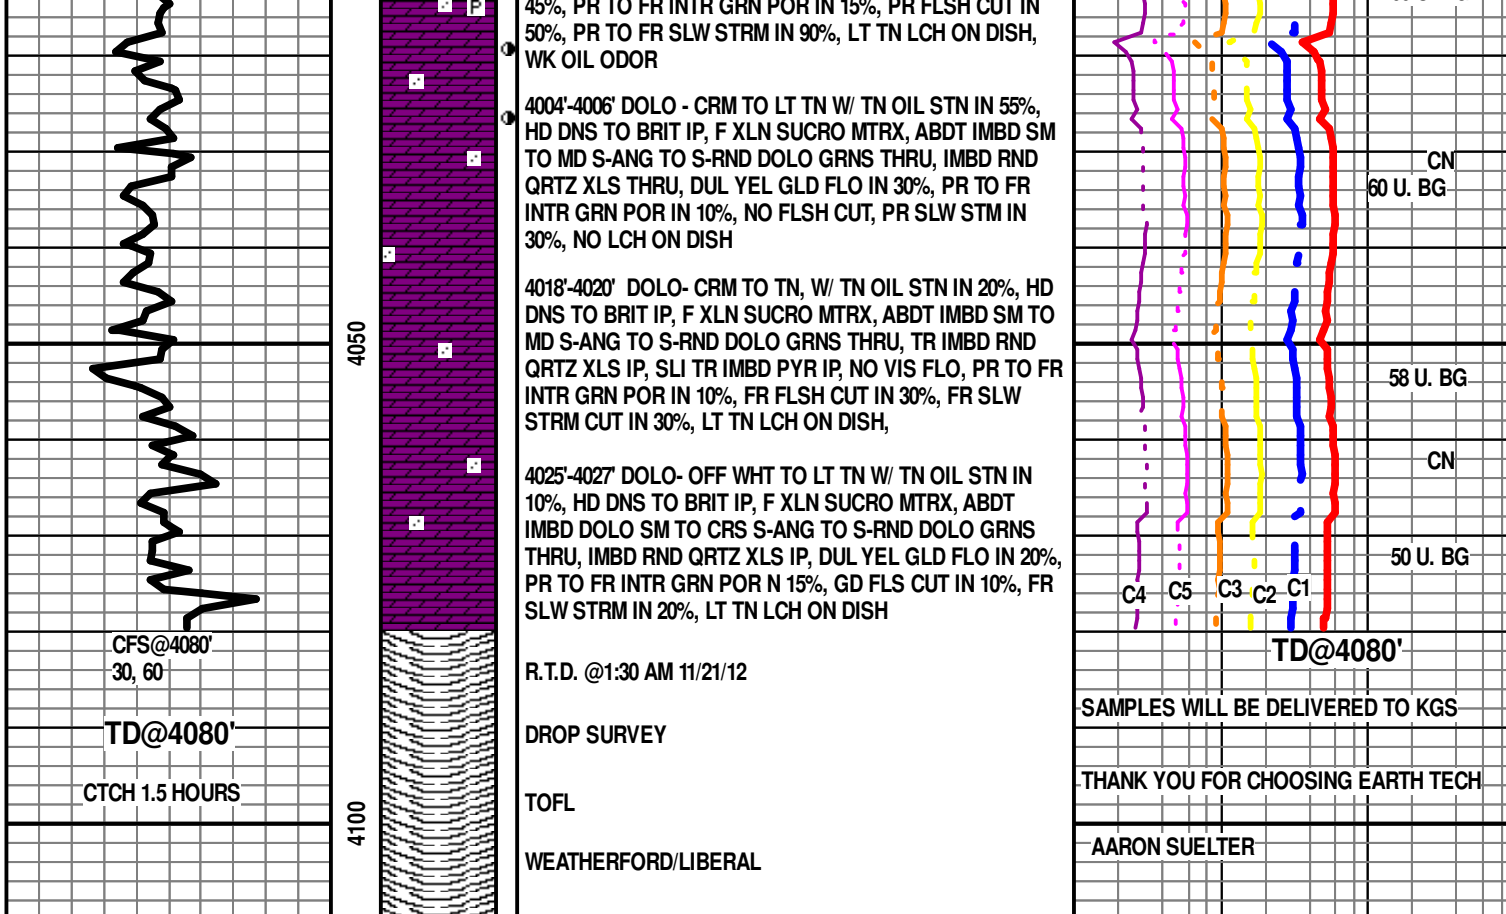 P
45%, PR TO FR INTR GRN POR IN 15%, PR FLSH CUT IN
50%, PR TO FR SLW STRM IN 90%, LT TN LCH ON DISH,
WK OIL ODOR
4004'-4006' DOLO - CRM TO LT TN W/ TN OIL STN IN 55%,
HD DNS TO BRIT IP, F XLN SUCRO MTRX, ABDT IMBD SM
TO MD S-ANG TO S-RND DOLO GRNS THRU, IMBD RND
QRTZ XLS THRU, DUL YEL GLD FLO IN 30%, PR TO FR
INTR GRN POR IN 10%, NO FLSH CUT, PR SLW STM IN
30%, NO LCH ON DISH
4018'-4020' DOLO- CRM TO TN, W/ TN OIL STN IN 20%, HD
DNS TO BRIT IP, F XLN SUCRO MTRX, ABDT IMBD SM TO
MD S-ANG TO S-RND DOLO GRNS THRU, TR IMBD RND
QRTZ XLS IP, SLI TR IMBD PYR IP, NO VIS FLO, PR TO FR
INTR GRN POR IN 10%, FR FLSH CUT IN 30%, FR SLW
STRM CUT IN 30%, LT TN LCH ON DISH,
4025'-4027' DOLO- OFF WHT TO LT TN W/ TN OIL STN IN
10%, HD DNS TO BRIT IP, F XLN SUCRO MTRX, ABDT
IMBD DOLO SM TO CRS S-ANG TO S-RND DOLO GRNS
THRU, IMBD RND QRTZ XLS IP, DUL YEL GLD FLO IN 20%,
PR TO FR INTR GRN POR N 15%, GD FLS CUT IN 10%, FR
SLW STRM IN 20%, LT TN LCH ON DISH
R.T.D. @1:30 AM 11/21/12
DROP SURVEY
TOFL
WEATHERFORD/LIBERAL
4050
4100
CFS@4080'
30, 60
TD@4080'
CTCH 1.5 HOURS
CN
60 U. BG
58 U. BG
CN
50 U. BG
C4 C5 C3 C2 C1
TD@4080'
SAMPLES WILL BE DELIVERED TO KGS
THANK YOU FOR CHOOSING EARTH TECH
AARON SUELTER